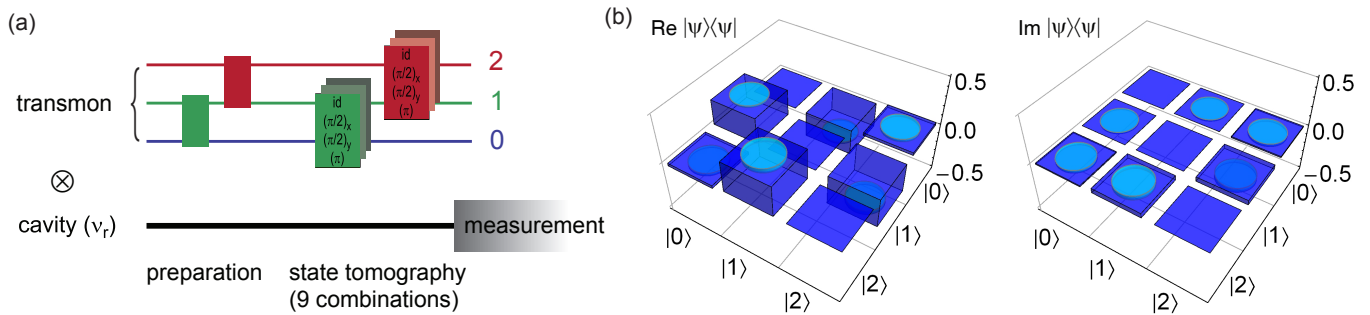 (a)
2
1
0
transmon
id
(π/2)x
(π/2)y
(π)
id
(π/2)x
(π/2)y
(π)
⊗
cavity (νr)
measurement
preparation
state tomography
(9 combinations)
(b)
Re |ψ⟩⟨ψ|
0.5
0.0
−0.5
|0⟩
|1⟩
|2⟩
|0⟩
|1⟩
|2⟩
Im |ψ⟩⟨ψ|
0.5
0.0
−0.5
|0⟩
|1⟩
|2⟩
|0⟩
|1⟩
|2⟩